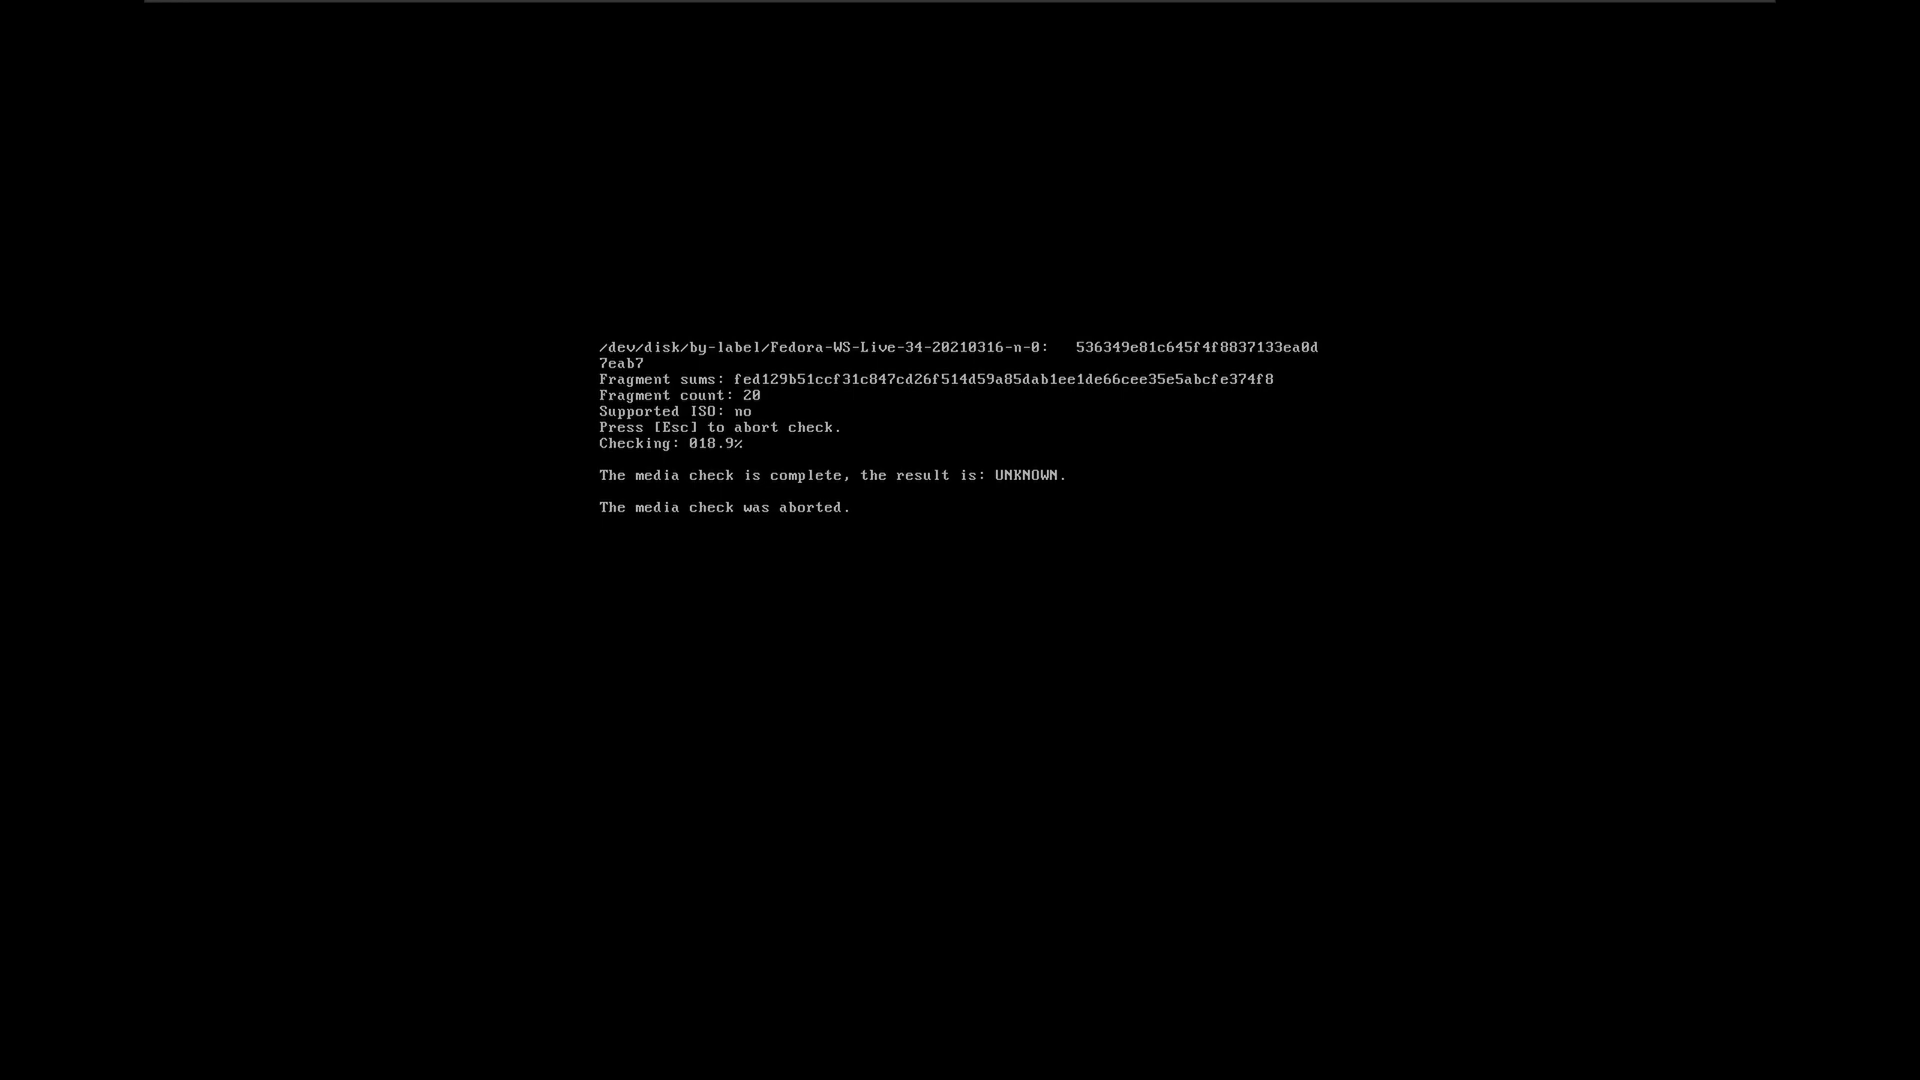 /dev/disk/by-label/Fedora-WS-Live-34-20210316-n-0:   536349e81c645f4f8837133ea0d
7eab7
Fragment sums: fed129b51ccf31c847cd26f514d59a85dab1ee1de66cee35e5abcfe374f8
Fragment count: 20
Supported ISO: no
Press [Esc] to abort check.
Checking: 018.9%
The media check is complete, the result is: UNKNOWN.
The media check was aborted.